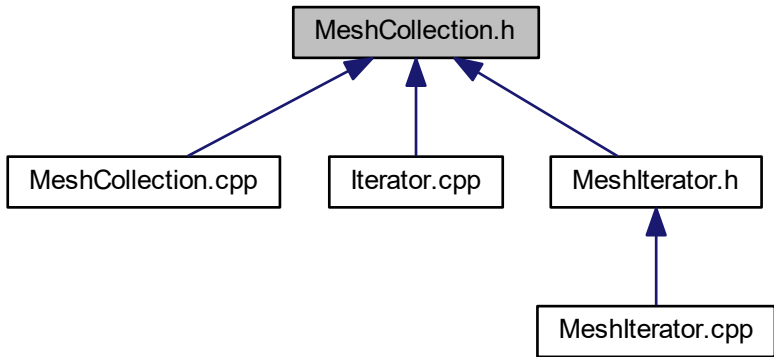 MeshCollection.h
MeshCollection.cpp
Iterator.cpp
MeshIterator.h
MeshIterator.cpp